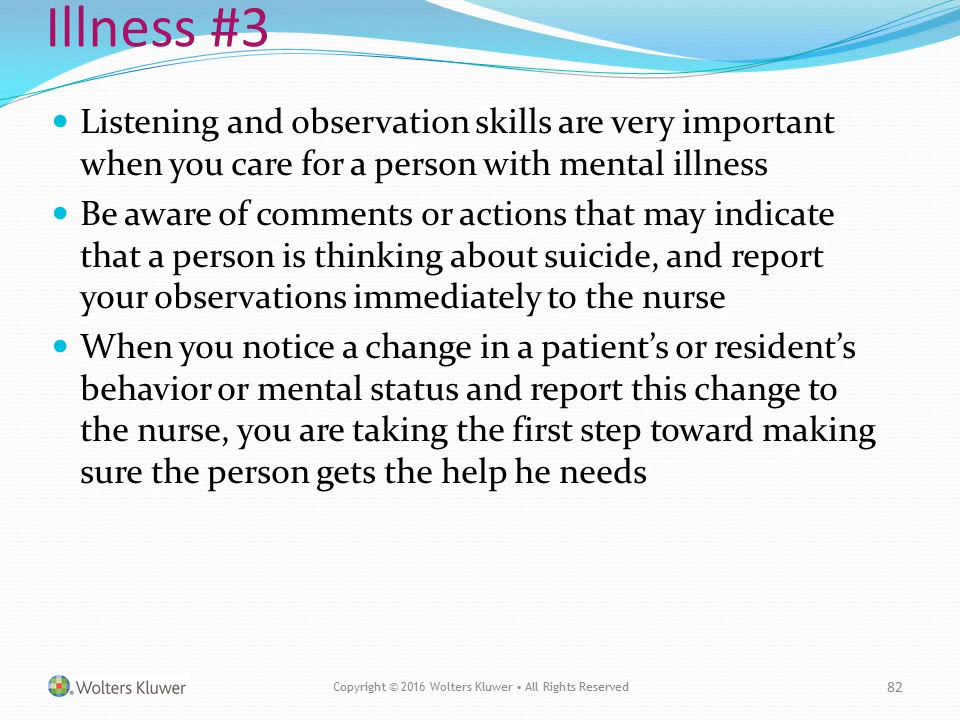 Illness #3
• Listening and observation skills are very important
when you care for a person with mental illness
• Be aware of comments or actions that may indicate
that a person is thinking about suicide, and report
your observations immediately to the nurse
• When you notice a change in a patient’s or resident’s
behavior or mental status and report this change to
the nurse, you are taking the first step toward making
sure the person gets the help he needs
Wolters Kluwer
Copyright © 2016 Wolters Kluwer • All Rights Reserved
82